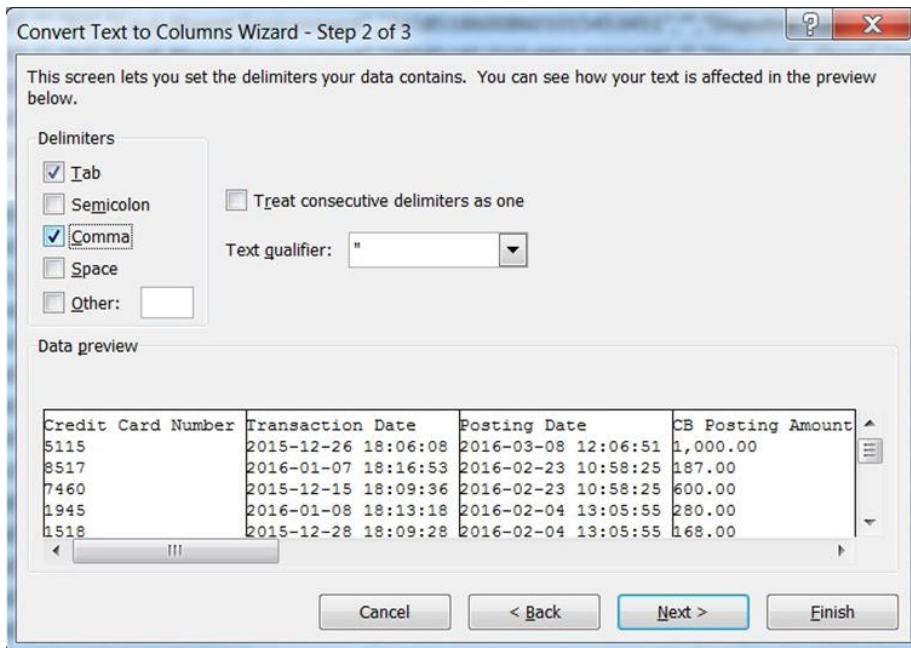 Convert Text to Columns Wizard - Step 2 of 3
?
X
This screen lets you set the delimiters your data contains. You can see how your text is affected in the preview
below.
Delimiters
Tab
Semicolon
Comma
Space
Other:
Treat consecutive delimiters as one
Text qualifier: "
Data preview
Credit Card Number Transaction Date Posting Date CB Posting Amount
5115 2015-12-26 18:06:08 2016-03-08 12:06:51 1,000.00
8517 2016-01-07 18:16:53 2016-02-23 10:58:25 187.00
7460 2015-12-15 18:09:36 2016-02-23 10:58:25 600.00
1945 2016-01-08 18:13:18 2016-02-04 13:05:55 280.00
1518 2015-12-28 18:09:28 2016-02-04 13:05:55 168.00
Cancel < Back Next > Finish